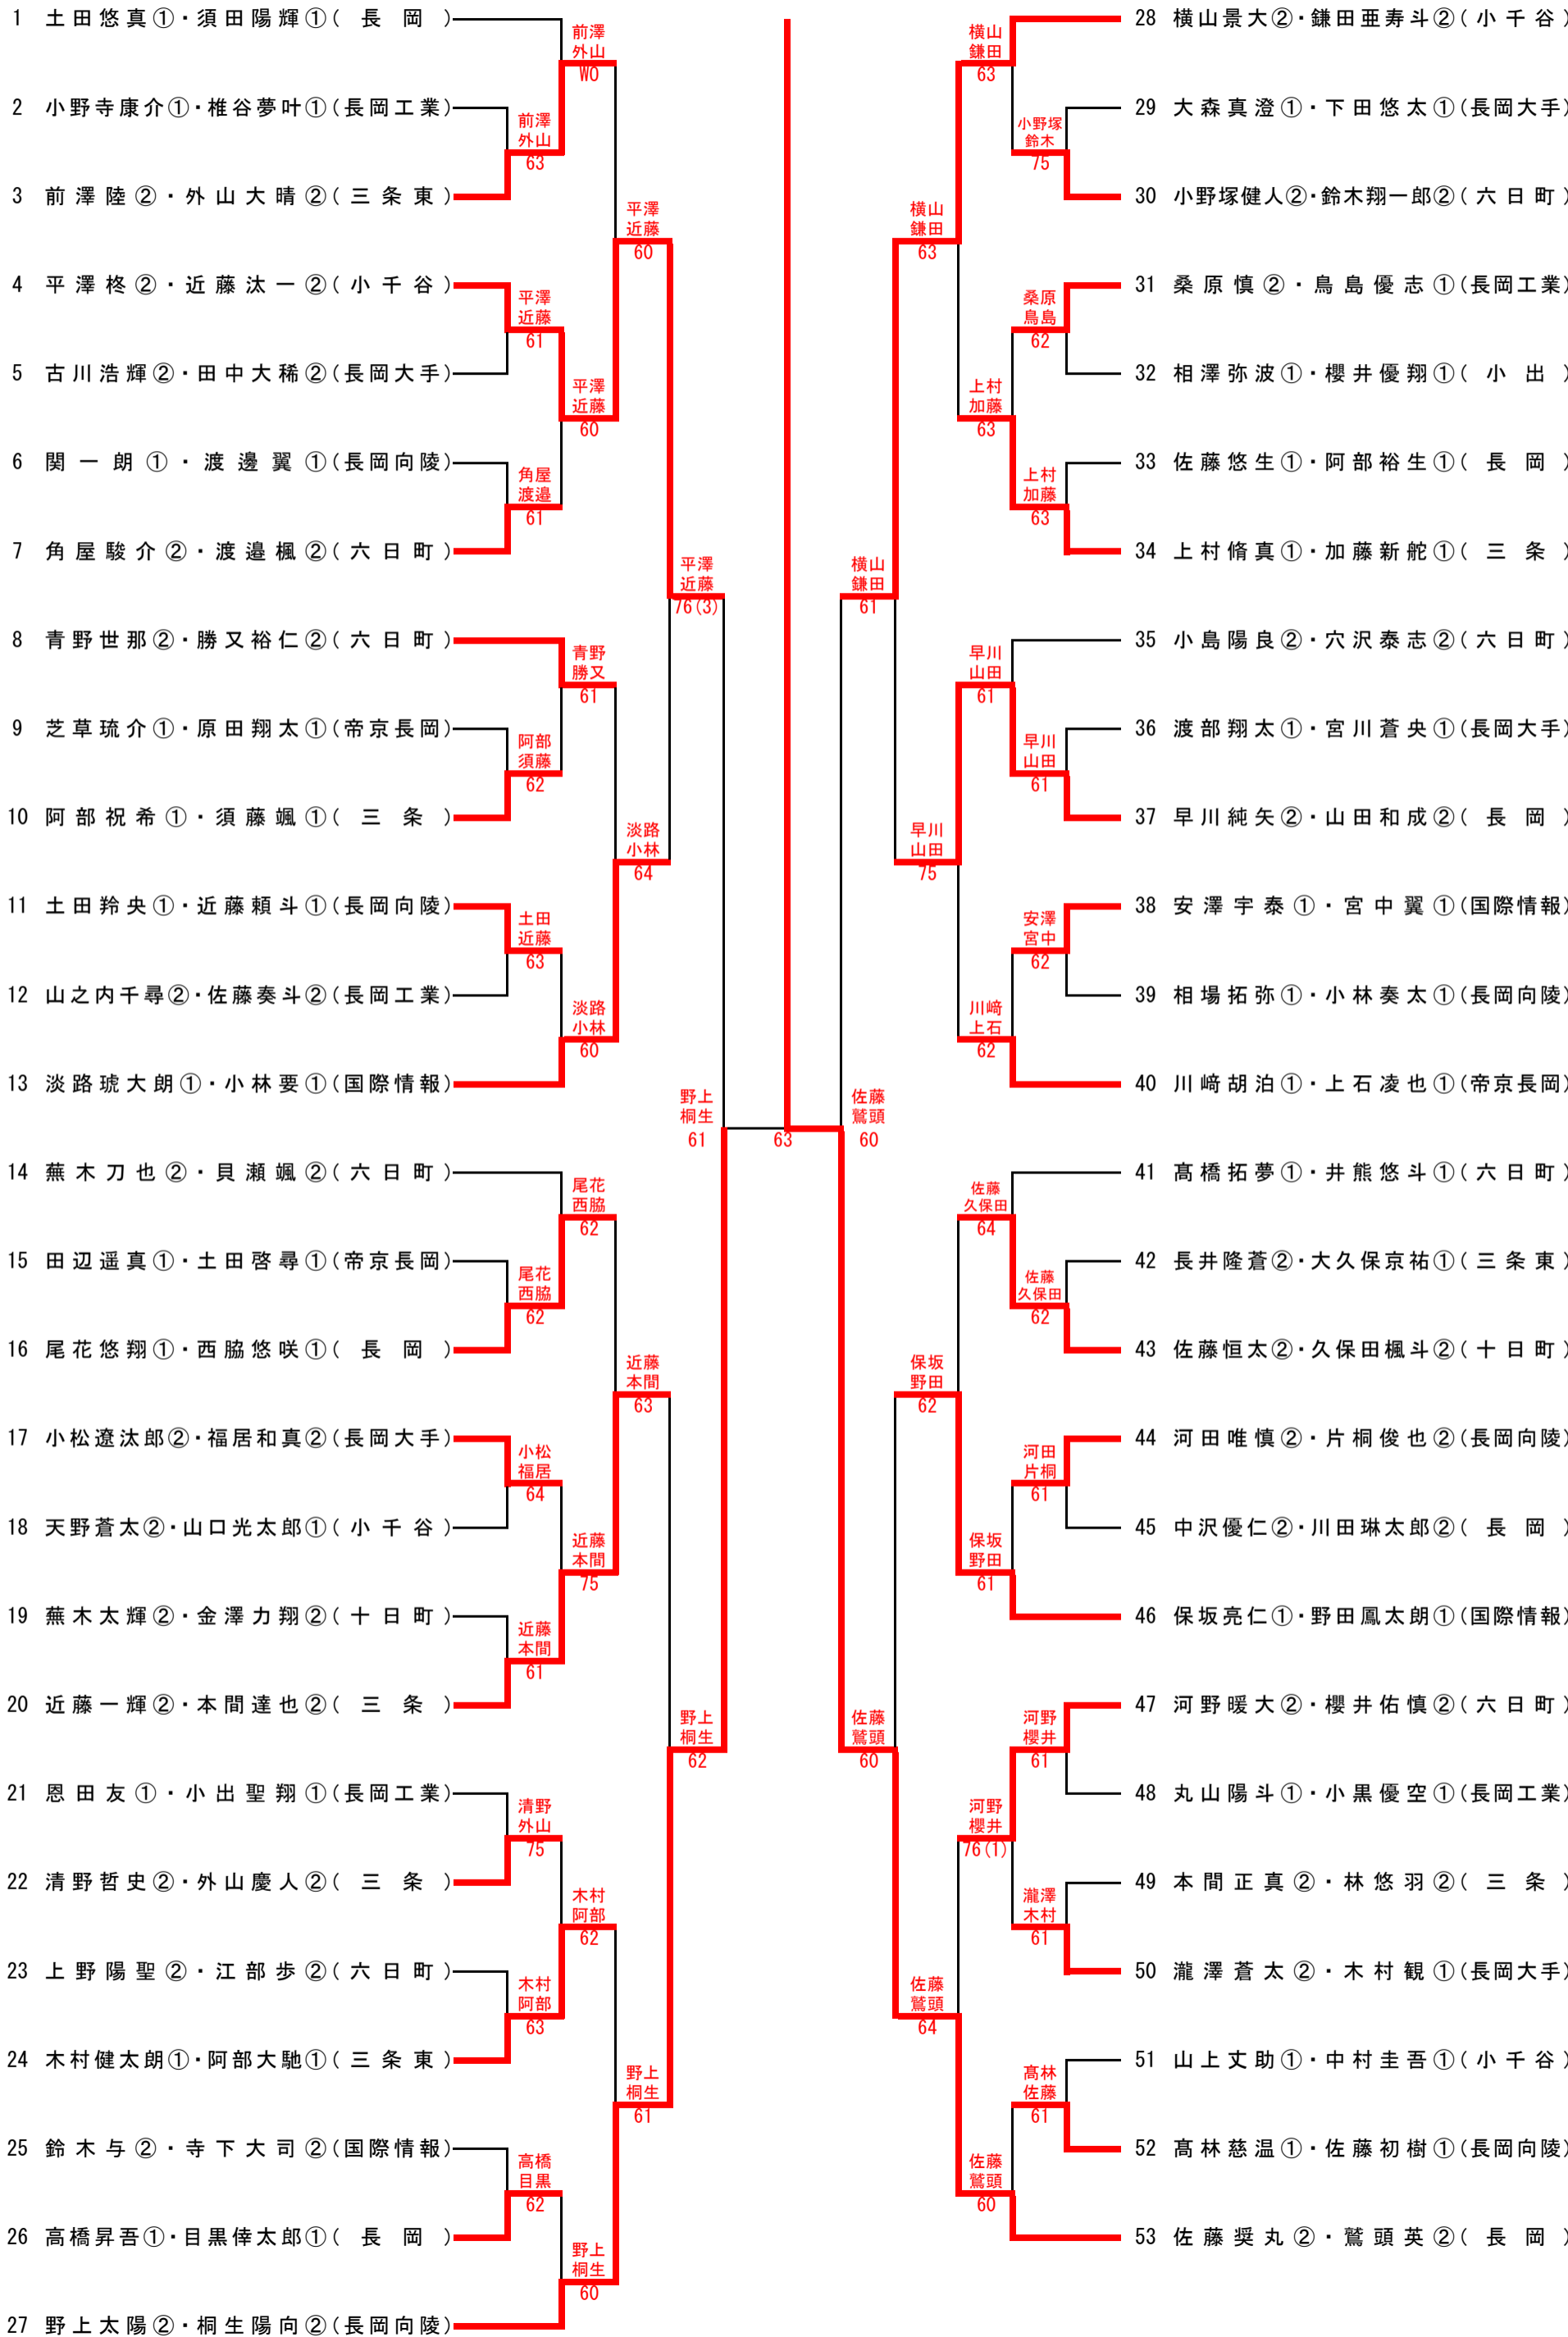 1 土田悠真①・須田陽輝①( 長 岡 )
2 小野寺康介①・椎谷夢叶①(長岡工業)
3 前澤陸②・外山大晴②(三条東)
4 平澤柊②・近藤汰一②(小千谷)
5 古川浩輝②・田中大稀②(長岡大手)
6 関一朗①・渡邊翼①(長岡向陵)
7 角屋駿介②・渡邉楓②(六日町)
8 青野世那②・勝又裕仁②(六日町)
9 芝草琉介①・原田翔太①(帝京長岡)
10 阿部祝希①・須藤颯①( 三 条 )
11 土田羚央①・近藤頼斗①(長岡向陵)
12 山之内千尋②・佐藤奏斗②(長岡工業)
13 淡路琥大朗①・小林要①(国際情報)
14 蕪木刀也②・貝瀬颯②(六日町)
15 田辺遥真①・土田啓尋①(帝京長岡)
16 尾花悠翔①・西脇悠咲①( 長 岡 )
17 小松遼汰郎②・福居和真②(長岡大手)
18 天野蒼太②・山口光太郎①(小千谷)
19 蕪木太輝②・金澤力翔②(十日町)
20 近藤一輝②・本間達也②( 三 条 )
21 恩田友①・小出聖翔①(長岡工業)
22 清野哲史②・外山慶人②( 三 条 )
23 上野陽聖②・江部歩②(六日町)
24 木村健太朗①・阿部大馳①(三条東)
25 鈴木与②・寺下大司②(国際情報)
26 高橋昇吾①・目黒倖太郎①( 長 岡 )
27 野上太陽②・桐生陽向②(長岡向陵)
前澤
外山
63
平澤
近藤
61
角屋
渡邉
61
阿部
須藤
62
土田
近藤
63
尾花
西脇
62
小松
福居
64
近藤
本間
61
清野
外山
75
木村
阿部
63
高橋
目黒
62
前澤
外山
WO
平澤
近藤
60
青野
勝又
61
淡路
小林
60
尾花
西脇
62
近藤
本間
75
木村
阿部
62
野上
桐生
60
平澤
近藤
60
淡路
小林
64
近藤
本間
63
野上
桐生
61
平澤
近藤
76(3)
野上
桐生
62
野上
桐生
61
63
佐藤
鷲頭
60
横山
鎌田
61
佐藤
鷲頭
60
横山
鎌田
63
早川
山田
75
保坂
野田
62
佐藤
鷲頭
64
横山
鎌田
63
上村
加藤
63
早川
山田
61
川﨑
上石
62
佐藤
久保田
64
保坂
野田
61
河野
櫻井
76(1)
佐藤
鷲頭
60
小野塚
鈴木
75
桑原
鳥島
62
上村
加藤
63
早川
山田
61
安澤
宮中
62
佐藤
久保田
62
河田
片桐
61
河野
櫻井
61
瀧澤
木村
61
髙林
佐藤
61
28 横山景大②・鎌田亜寿斗②(小千谷)
29 大森真澄①・下田悠太①(長岡大手)
30 小野塚健人②・鈴木翔一郎②(六日町)
31 桑原慎②・鳥島優志①(長岡工業)
32 相澤弥波①・櫻井優翔①( 小 出 )
33 佐藤悠生①・阿部裕生①( 長 岡 )
34 上村脩真①・加藤新舵①( 三 条 )
35 小島陽良②・穴沢泰志②(六日町)
36 渡部翔太①・宮川蒼央①(長岡大手)
37 早川純矢②・山田和成②( 長 岡 )
38 安澤宇泰①・宮中翼①(国際情報)
39 相場拓弥①・小林奏太①(長岡向陵)
40 川﨑胡泊①・上石凌也①(帝京長岡)
41 髙橋拓夢①・井熊悠斗①(六日町)
42 長井隆蒼②・大久保京祐①(三条東)
43 佐藤恒太②・久保田楓斗②(十日町)
44 河田唯慎②・片桐俊也②(長岡向陵)
45 中沢優仁②・川田琳太郎②( 長 岡 )
46 保坂亮仁①・野田鳳太朗①(国際情報)
47 河野暖大②・櫻井佑慎②(六日町)
48 丸山陽斗①・小黒優空①(長岡工業)
49 本間正真②・林悠羽②( 三 条 )
50 瀧澤蒼太②・木村観①(長岡大手)
51 山上丈助①・中村圭吾①(小千谷)
52 髙林慈温①・佐藤初樹①(長岡向陵)
53 佐藤奨丸②・鷲頭英②( 長 岡 )